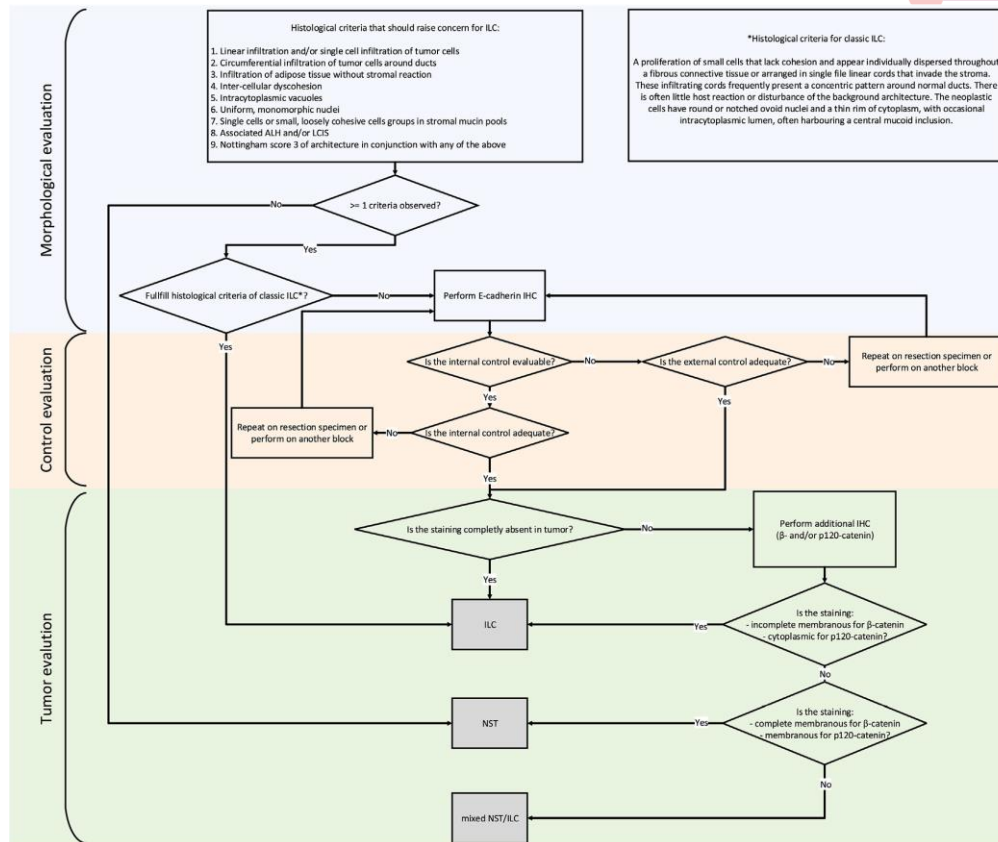 Histological criteria that should raise concern for ILC:
1. Linear infiltration and/or single cell infiltration of tumor cells
2. Circumferential infiltration of tumor cells around ducts
3. Infiltration of adipose tissue without stromal reaction
4. Inter-cellular dyscohesion
5. Intracytoplasmic vacuoles
6. Uniform, monomorphic nuclei
7. Single cells or small, loosely cohesive cells groups in stromal mucin pools
8. Associated ALH and/or LCIS
9. Nottingham score 3 of architecture in conjunction with any of the above
*Histological criteria for classic ILC:
A proliferation of small cells that lack cohesion and appear individually dispersed throughout
a fibrous connective tissue or arranged in single file linear cords that invade the stroma.
These infiltrating cords frequently present a concentric pattern around normal ducts. There
is often little host reaction or disturbance of the background architecture. The neoplastic
cells have round or notched ovoid nuclei and a thin rim of cytoplasm, with occasional
intracytoplasmic lumen, often harbouring a central mucoid inclusion.
Morphological evaluation
No
>= 1 criteria observed?
Yes
Fullfill histological criteria of classic ILC*?
No
Perform E-cadherin IHC
Yes
Control evaluation
Is the internal control evaluable?
No
Is the external control adequate?
No
Repeat on resection specimen or
perform on another block
Yes
Yes
Repeat on resection specimen or
perform on another block
No
Is the internal control adequate?
Yes
Tumor evaluation
Is the staining completly absent in tumor?
No
Perform additional IHC
(β- and/or p120-catenin)
Yes
ILC
Yes
Is the staining:
- incomplete membranous for β-catenin
- cytoplasmic for p120-catenin?
No
NST
Yes
Is the staining:
- complete membranous for β-catenin
- membranous for p120-catenin?
No
mixed NST/ILC